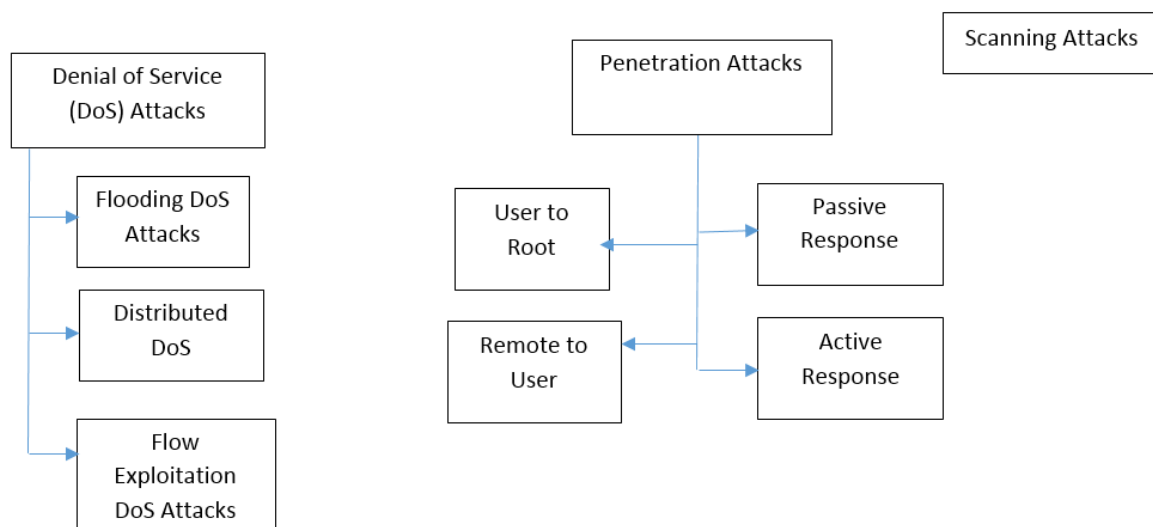 Denial of Service
(DoS) Attacks
Flooding DoS
Attacks
Distributed
DoS
Flow
Exploitation
DoS Attacks
Penetration Attacks
User to
Root
Passive
Response
Remote to
User
Active
Response
Scanning Attacks